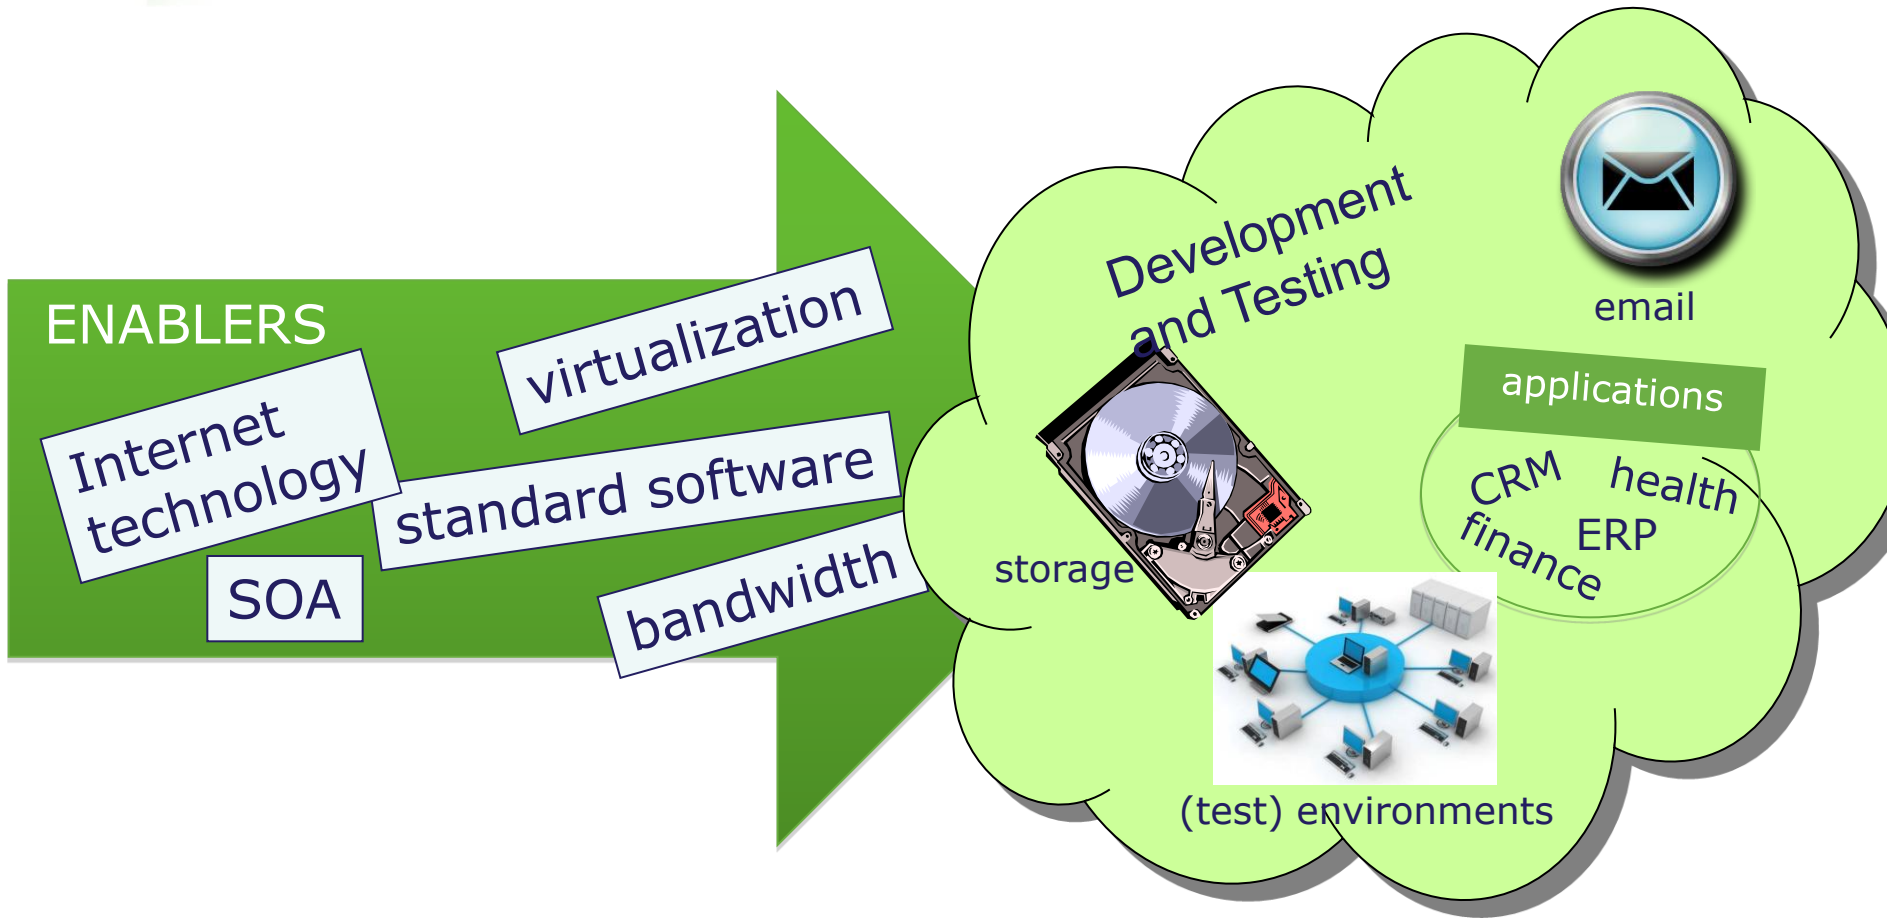 ENABLERS
virtualization
Internet
technology
standard software
SOA
bandwidth
Development
and Testing
email
applications
CRM
health
finance
ERP
storage
(test) environments